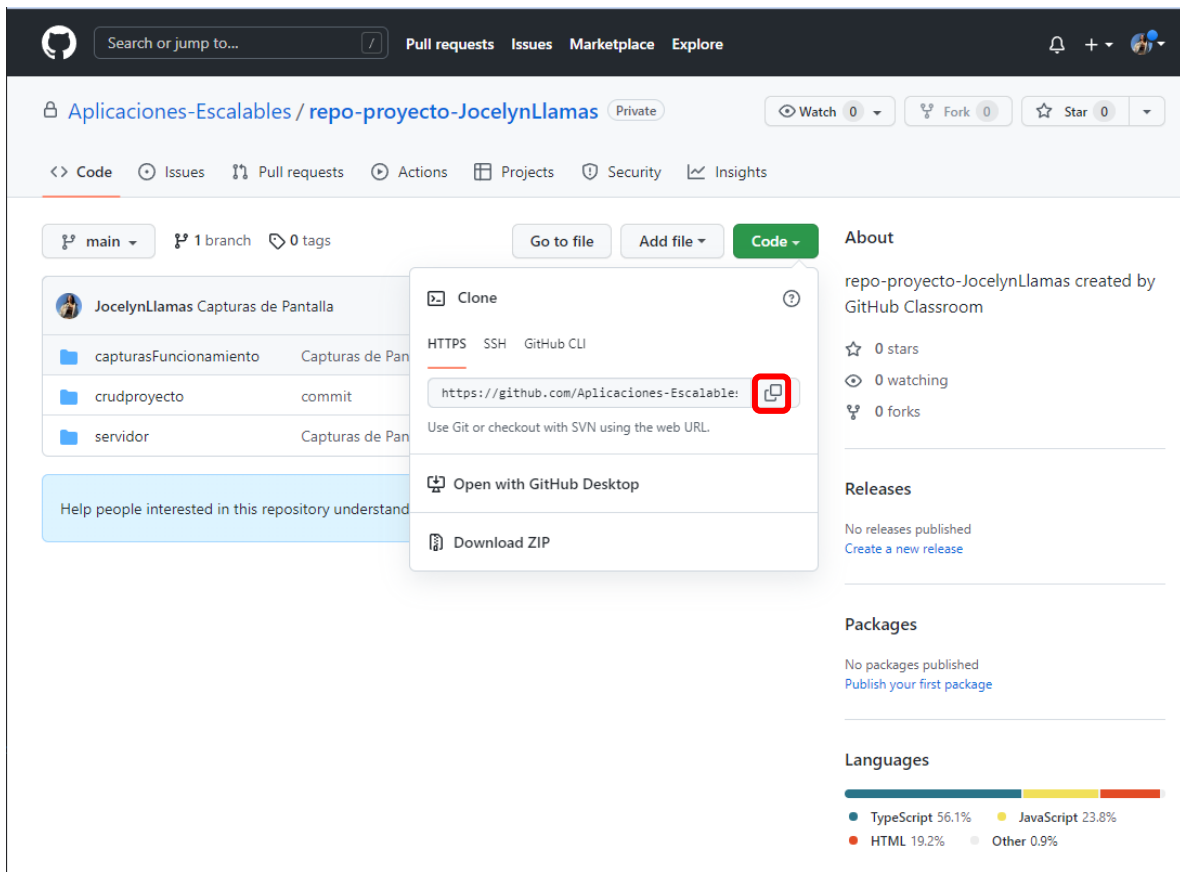 Search or jump to... /
Pull requests Issues Marketplace Explore
Aplicaciones-Escalables / repo-proyecto-JocelynLlamas Private
Watch 0 Fork 0 Star 0
<> Code Issues Pull requests Actions Projects Security Insights
main 1 branch 0 tags
Go to file Add file Code
JocelynLlamas Capturas de Pantalla
capturasFuncionamiento Capturas de Pan
crudproyecto commit
servidor Capturas de Pan
Help people interested in this repository understand
Clone
HTTPS SSH GitHub CLI
https://github.com/Aplicaciones-Escalables
Use Git or checkout with SVN using the web URL.
Open with GitHub Desktop
Download ZIP
About
repo-proyecto-JocelynLlamas created by
GitHub Classroom
0 stars
0 watching
0 forks
Releases
No releases published
Create a new release
Packages
No packages published
Publish your first package
Languages
TypeScript 56.1% JavaScript 23.8%
HTML 19.2% Other 0.9%